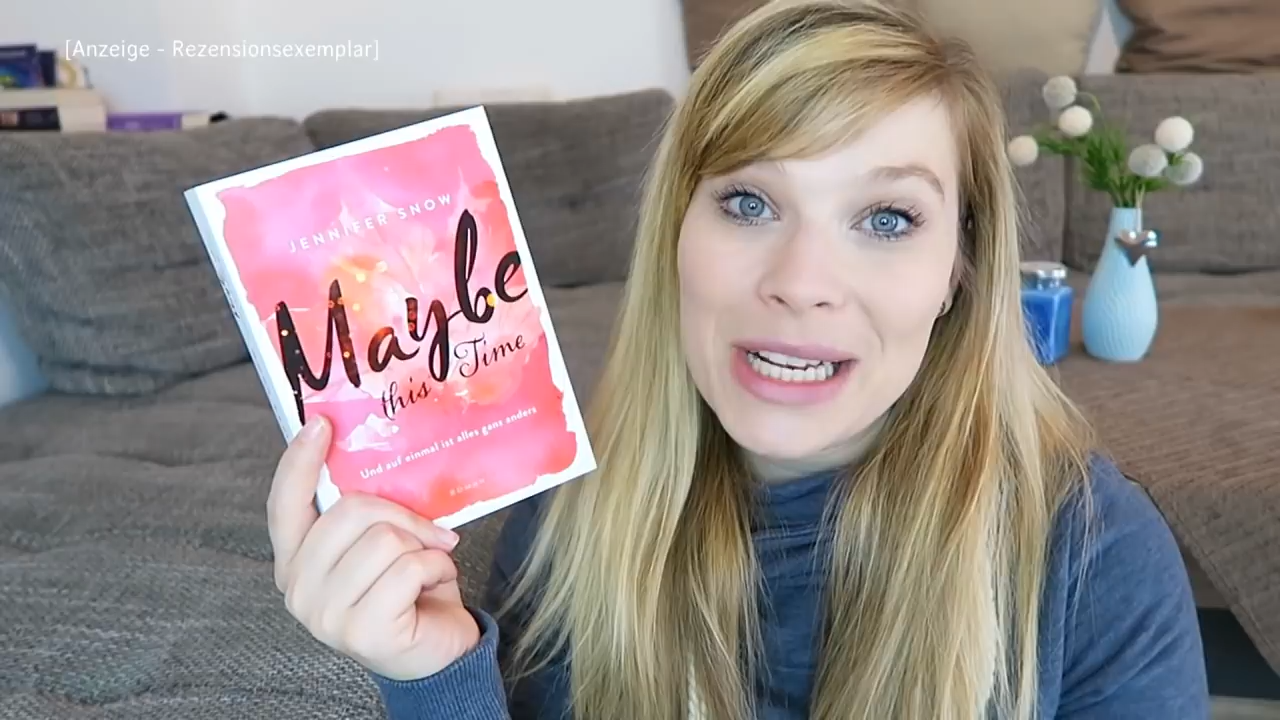 [Anzeige - Rezensionsexemplar]
JENNIFER SNOW
Maybe
this Time
Und auf einmal ist alles ganz anders
ROMAN